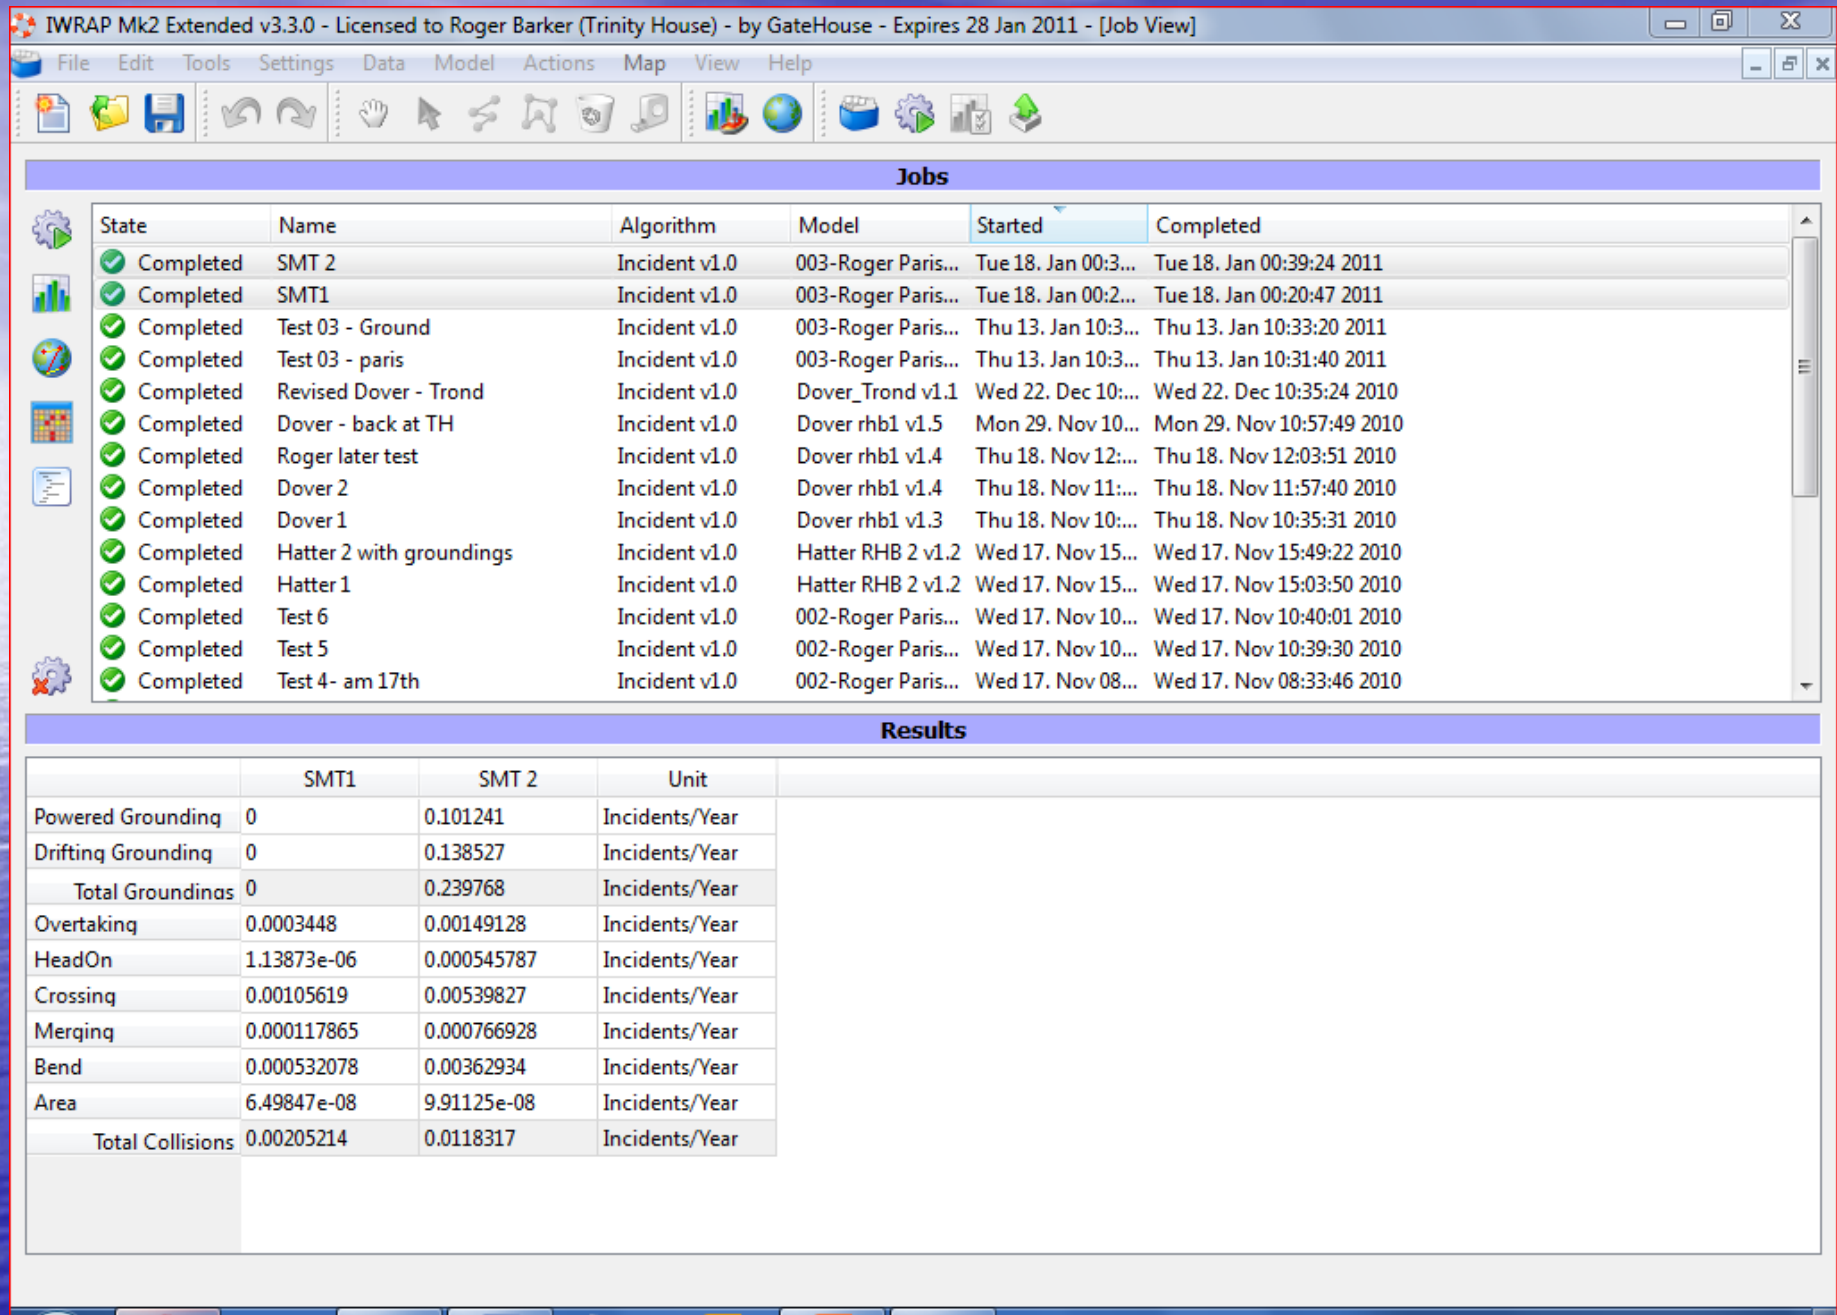 IWRAP Mk2 Extended v3.3.0 - Licensed to Roger Barker (Trinity House) - by GateHouse - Expires 28 Jan 2011 - [Job View]
File Edit Tools Settings Data Model Actions Map View Help
Jobs
State Name Algorithm Model Started Completed
Completed SMT 2 Incident v1.0 003-Roger Paris... Tue 18. Jan 00:3... Tue 18. Jan 00:39:24 2011
Completed SMT1 Incident v1.0 003-Roger Paris... Tue 18. Jan 00:2... Tue 18. Jan 00:20:47 2011
Completed Test 03 - Ground Incident v1.0 003-Roger Paris... Thu 13. Jan 10:3... Thu 13. Jan 10:33:20 2011
Completed Test 03 - paris Incident v1.0 003-Roger Paris... Thu 13. Jan 10:3... Thu 13. Jan 10:31:40 2011
Completed Revised Dover - Trond Incident v1.0 Dover_Trond v1.1 Wed 22. Dec 10:... Wed 22. Dec 10:35:24 2010
Completed Dover - back at TH Incident v1.0 Dover rhb1 v1.5 Mon 29. Nov 10... Mon 29. Nov 10:57:49 2010
Completed Roger later test Incident v1.0 Dover rhb1 v1.4 Thu 18. Nov 12:... Thu 18. Nov 12:03:51 2010
Completed Dover 2 Incident v1.0 Dover rhb1 v1.4 Thu 18. Nov 11:... Thu 18. Nov 11:57:40 2010
Completed Dover 1 Incident v1.0 Dover rhb1 v1.3 Thu 18. Nov 10:... Thu 18. Nov 10:35:31 2010
Completed Hatter 2 with groundings Incident v1.0 Hatter RHB 2 v1.2 Wed 17. Nov 15... Wed 17. Nov 15:49:22 2010
Completed Hatter 1 Incident v1.0 Hatter RHB 2 v1.2 Wed 17. Nov 15... Wed 17. Nov 15:03:50 2010
Completed Test 6 Incident v1.0 002-Roger Paris... Wed 17. Nov 10... Wed 17. Nov 10:40:01 2010
Completed Test 5 Incident v1.0 002-Roger Paris... Wed 17. Nov 10... Wed 17. Nov 10:39:30 2010
Completed Test 4- am 17th Incident v1.0 002-Roger Paris... Wed 17. Nov 08... Wed 17. Nov 08:33:46 2010
Results
SMT1 SMT 2 Unit
Powered Grounding 0 0.101241 Incidents/Year
Drifting Grounding 0 0.138527 Incidents/Year
Total Groundings 0 0.239768 Incidents/Year
Overtaking 0.0003448 0.00149128 Incidents/Year
HeadOn 1.13873e-06 0.000545787 Incidents/Year
Crossing 0.00105619 0.00539827 Incidents/Year
Merging 0.000117865 0.000766928 Incidents/Year
Bend 0.000532078 0.00362934 Incidents/Year
Area 6.49847e-08 9.91125e-08 Incidents/Year
Total Collisions 0.00205214 0.0118317 Incidents/Year